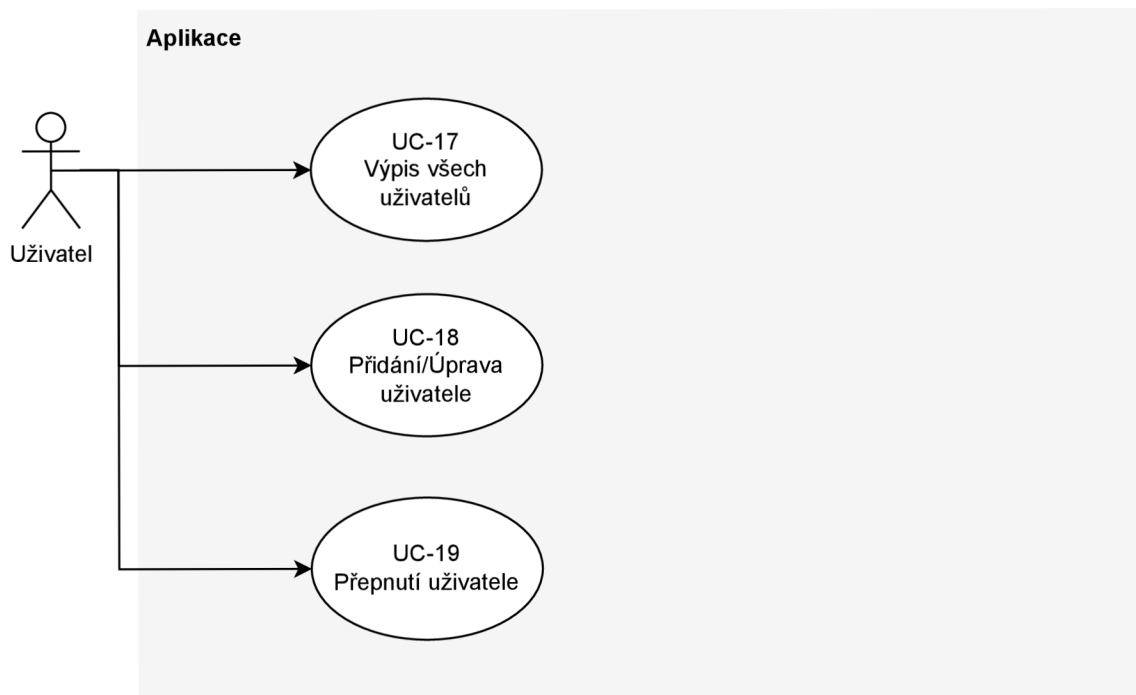 Aplikace
UC-17
Výpis všech
uživatelů
Uživatel
UC-18
Přidání/Úprava
uživatele
UC-19
Přepnutí uživatele